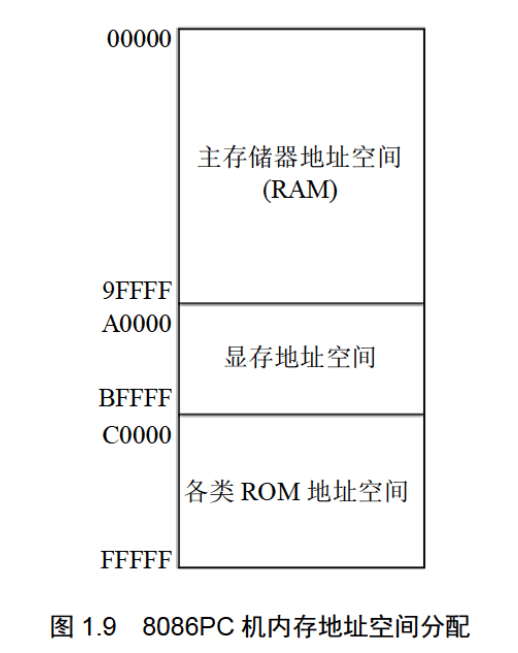 00000
主存储器地址空间
(RAM)
9FFFF
A0000
显存地址空间
BFFFF
C0000
各类 ROM 地址空间
FFFFF
图 1.9 8086PC 机内存地址空间分配